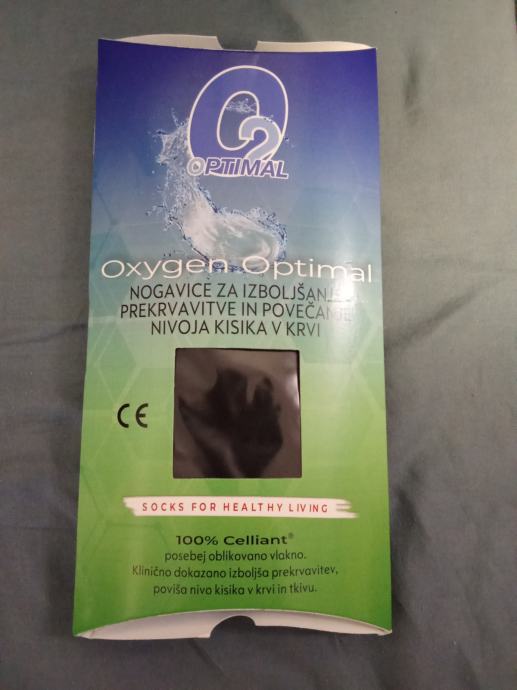 O2
OPTIMAL
Oxygen Optimal
NOGAVICE ZA IZBOLJŠANJE
PREKRVAVITVE IN POVEČANJE
NIVOJA KISIKA V KRVI
CE
SOCKS FOR HEALTHY LIVING
100% Celliant®
posebej oblikovano vlakno.
Klinično dokazano izboljša prekrvavitev,
poviša nivo kisika v krvi in tkivu.